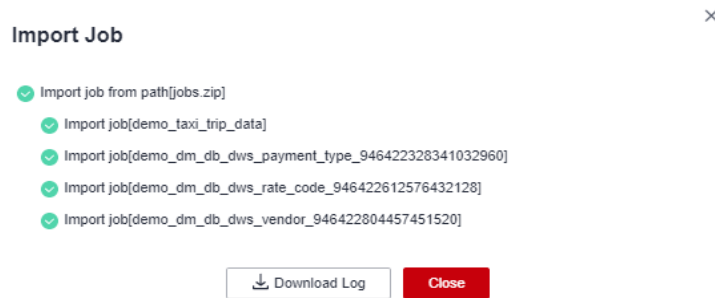 Import Job
Import job from path[jobs.zip]
Import job[demo_taxi_trip_data]
Import job[demo_dm_db_dws_payment_type_946422328341032960]
Import job[demo_dm_db_dws_rate_code_946422612576432128]
Import job[demo_dm_db_dws_vendor_946422804457451520]
Download Log
Close